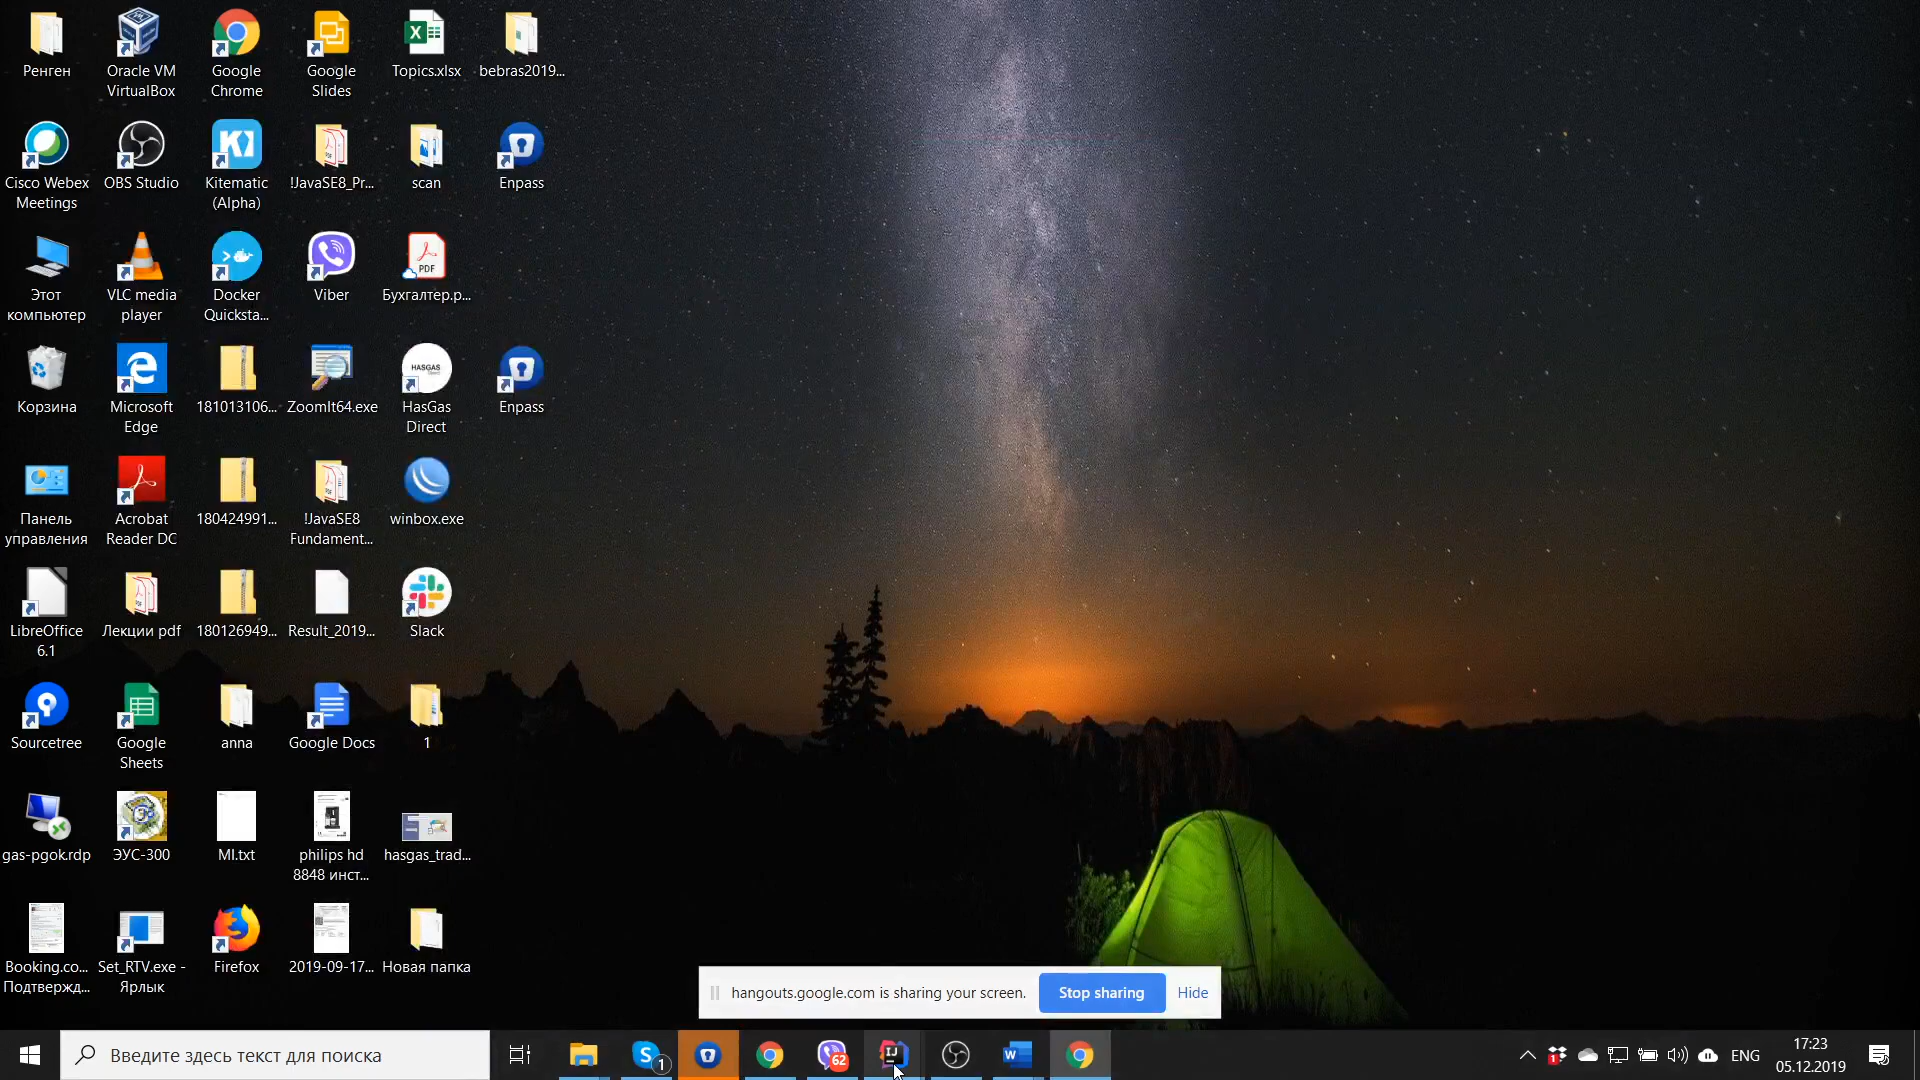 Ренген
Oracle VM
VirtualBox
Google
Chrome
Google
Slides
Topics.xlsx
bebras2019...
Cisco Webex
Meetings
OBS Studio
Kitematic
(Alpha)
!JavaSE8_Pr...
scan
Enpass
Этот
компьютер
VLC media
player
Docker
Quicksta...
Viber
PDF
Бухгалтер.p...
Корзина
Microsoft
Edge
181013106...
ZoomIt64.exe
HASGAS
HasGas
Direct
Enpass
Панель
управления
Acrobat
Reader DC
180424991...
!JavaSE8
Fundament...
winbox.exe
LibreOffice
6.1
Лекции pdf
180126949...
Result_2019...
Slack
Sourcetree
Google
Sheets
anna
Google Docs
1
gas-pgok.rdp
ЭУС-300
MI.txt
philips hd
8848 инст...
hasgas_trad...
Booking.co...
Подтвержд...
Set_RTV.exe -
Ярлык
Firefox
2019-09-17...
Новая папка
hangouts.google.com is sharing your screen.
Stop sharing
Hide
Введите здесь текст для поиска
1
62
IJ
ENG
17:23
05.12.2019